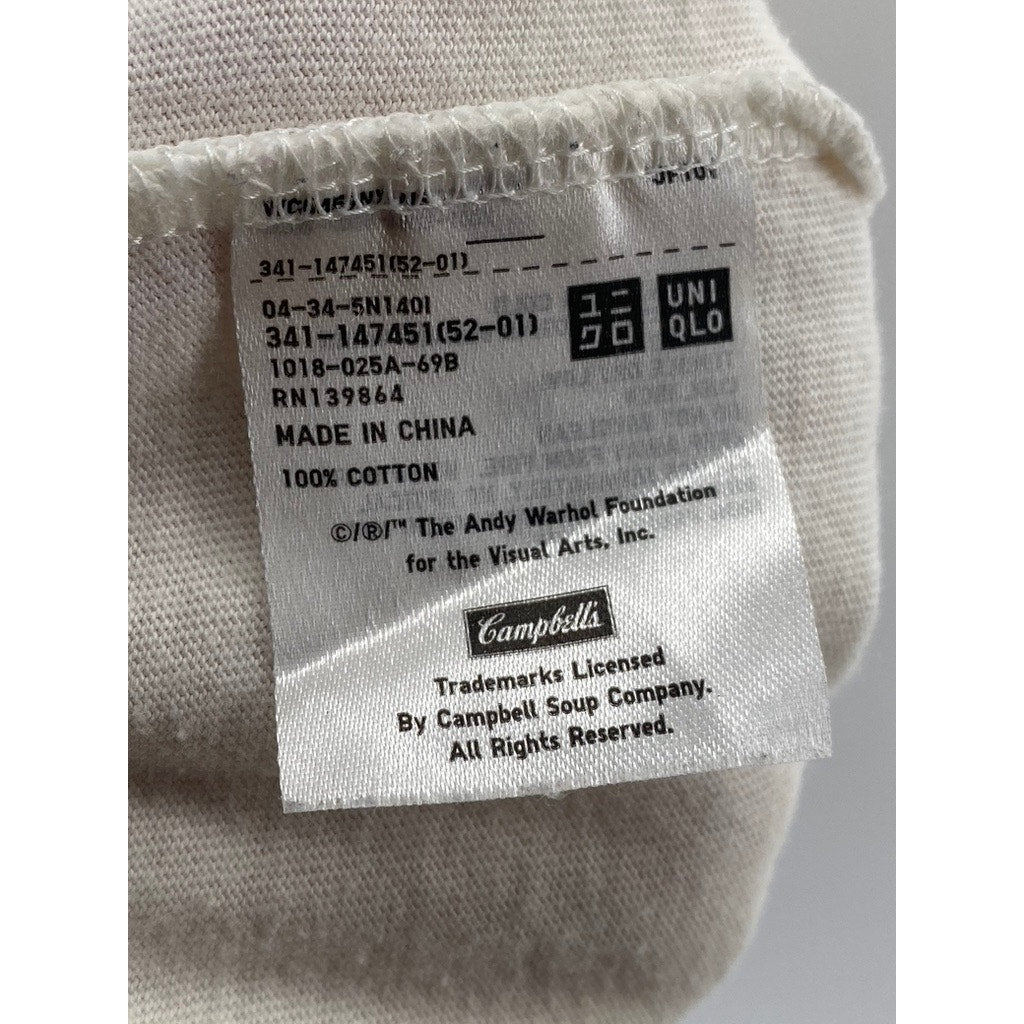 341-147451(52-01)
04-34-5N140I
341-147451(52-01)
1018-025A-69B
RN139864
ユニクロ
UNIQLO
MADE IN CHINA
100% COTTON
©/®/™ The Andy Warhol Foundation
for the Visual Arts, Inc.
Campbell's
Trademarks Licensed
By Campbell Soup Company.
All Rights Reserved.